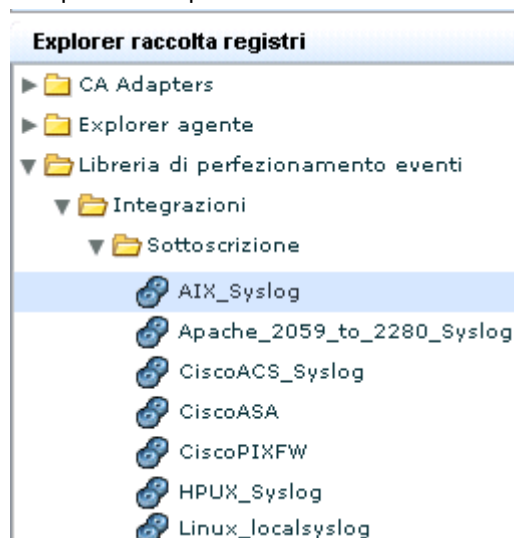 Explorer raccolta registri
CA Adapters
Explorer agente
Libreria di perfezionamento eventi
Integrazioni
Sottoscrizione
AIX_Syslog
Apache_2059_to_2280_Syslog
CiscoACS_Syslog
CiscoASA
CiscoPIXFW
HPUX_Syslog
Linux_localsyslog